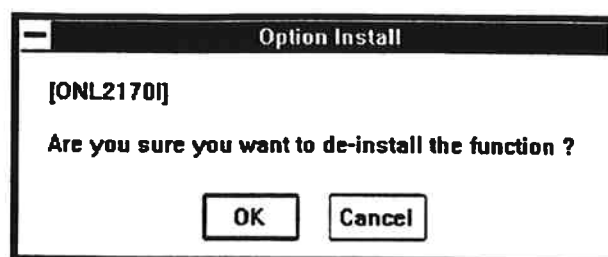 Option Install
[ONL2170I]
Are you sure you want to de-install the function ?
OK
Cancel